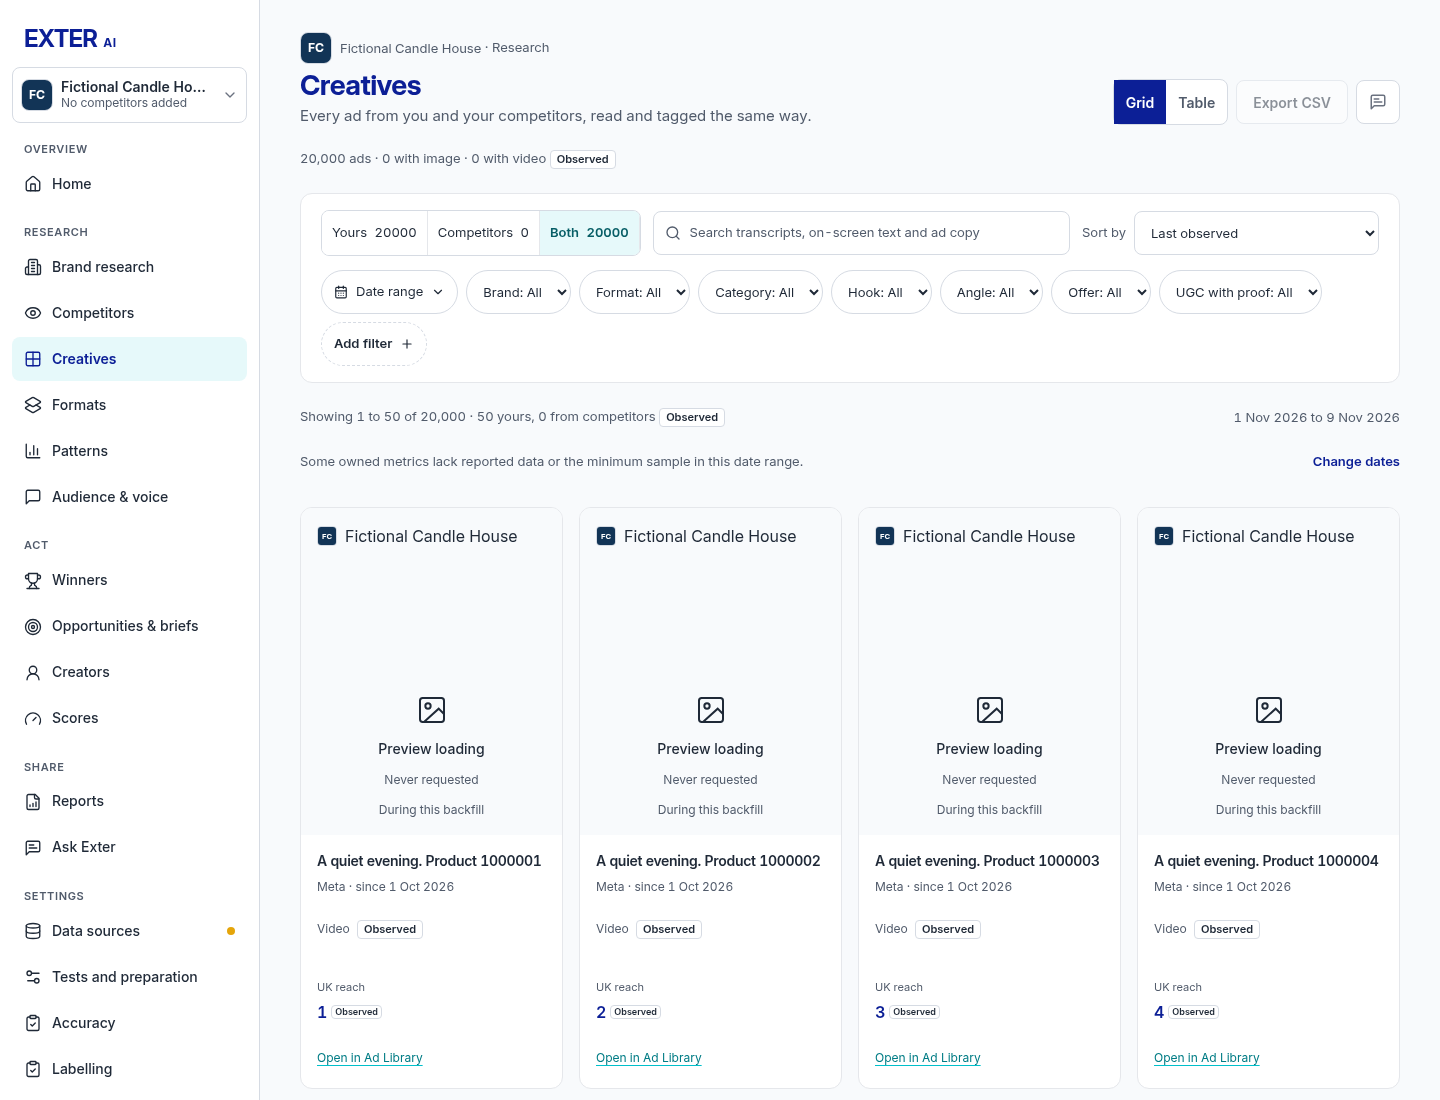 EXTER AI
FC
Fictional Candle Ho...
No competitors added
OVERVIEW
Home
RESEARCH
Brand research
Competitors
Creatives
Formats
Patterns
Audience & voice
ACT
Winners
Opportunities & briefs
Creators
Scores
SHARE
Reports
Ask Exter
SETTINGS
Data sources
Tests and preparation
Accuracy
Labelling
FC Fictional Candle House · Research
Creatives
Every ad from you and your competitors, read and tagged the same way.
Grid Table Export CSV
20,000 ads · 0 with image · 0 with video Observed
Yours 20000 Competitors 0 Both 20000 Search transcripts, on-screen text and ad copy Sort by Last observed
Date range Brand: All Format: All Category: All Hook: All Angle: All Offer: All UGC with proof: All
Add filter
Showing 1 to 50 of 20,000 · 50 yours, 0 from competitors Observed 1 Nov 2026 to 9 Nov 2026
Some owned metrics lack reported data or the minimum sample in this date range. Change dates
FC Fictional Candle House
Preview loading
Never requested
During this backfill
A quiet evening. Product 1000001
Meta · since 1 Oct 2026
Video Observed
UK reach
1 Observed
Open in Ad Library
FC Fictional Candle House
Preview loading
Never requested
During this backfill
A quiet evening. Product 1000002
Meta · since 1 Oct 2026
Video Observed
UK reach
2 Observed
Open in Ad Library
FC Fictional Candle House
Preview loading
Never requested
During this backfill
A quiet evening. Product 1000003
Meta · since 1 Oct 2026
Video Observed
UK reach
3 Observed
Open in Ad Library
FC Fictional Candle House
Preview loading
Never requested
During this backfill
A quiet evening. Product 1000004
Meta · since 1 Oct 2026
Video Observed
UK reach
4 Observed
Open in Ad Library